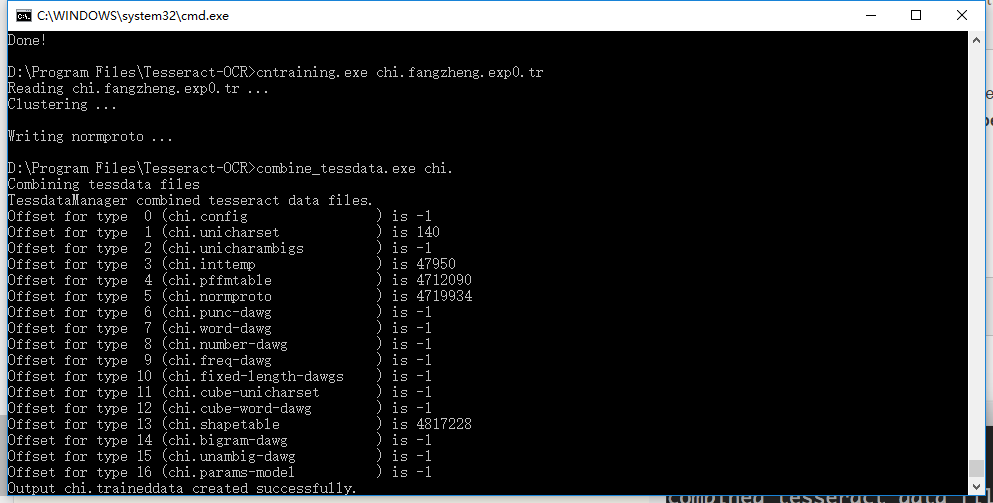 C:\WINDOWS\system32\cmd.exe
Done!
D:\Program Files\Tesseract-OCR>cntraining.exe chi.fangzheng.exp0.tr
Reading chi.fangzheng.exp0.tr ...
Clustering ...
Writing normproto ...
D:\Program Files\Tesseract-OCR>combine_tessdata.exe chi.
Combining tessdata files
TessdataManager combined tesseract data files.
Offset for type  0 (chi.config                ) is -1
Offset for type  1 (chi.unicharset            ) is 140
Offset for type  2 (chi.unicharambigs         ) is -1
Offset for type  3 (chi.inttemp               ) is 47950
Offset for type  4 (chi.pffmtable             ) is 4712090
Offset for type  5 (chi.normproto             ) is 4719934
Offset for type  6 (chi.punc-dawg             ) is -1
Offset for type  7 (chi.word-dawg             ) is -1
Offset for type  8 (chi.number-dawg           ) is -1
Offset for type  9 (chi.freq-dawg             ) is -1
Offset for type 10 (chi.fixed-length-dawgs    ) is -1
Offset for type 11 (chi.cube-unicharset       ) is -1
Offset for type 12 (chi.cube-word-dawg        ) is -1
Offset for type 13 (chi.shapetable            ) is 4817228
Offset for type 14 (chi.bigram-dawg           ) is -1
Offset for type 15 (chi.unambig-dawg          ) is -1
Offset for type 16 (chi.params-model          ) is -1
Output chi.traineddata created successfully.